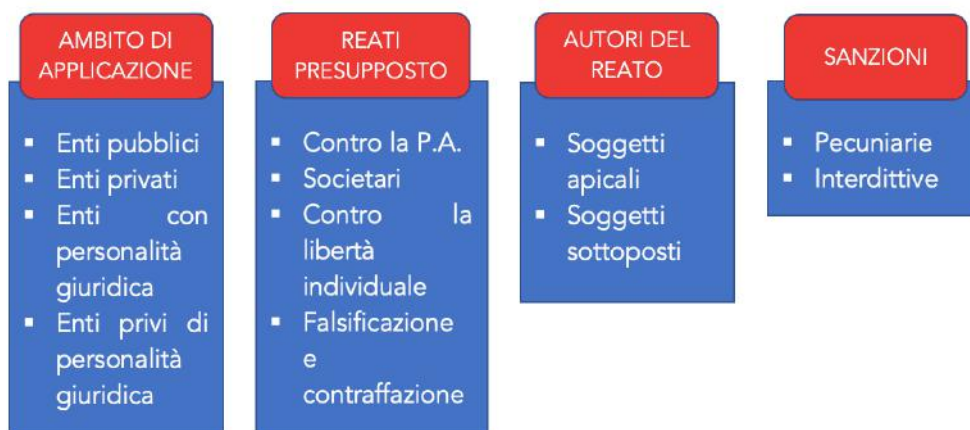 AMBITO DI
APPLICAZIONE
Enti pubblici
Enti privati
Enti con
personalità
giuridica
Enti privi di
personalità
giuridica
REATI
PRESUPPOSTO
Contro la P.A.
Societari
Contro la
libertà
individuale
Falsificazione
e
contraffazione
AUTORI DEL
REATO
Soggetti
apicali
Soggetti
sottoposti
SANZIONI
Pecuniarie
Interdittive